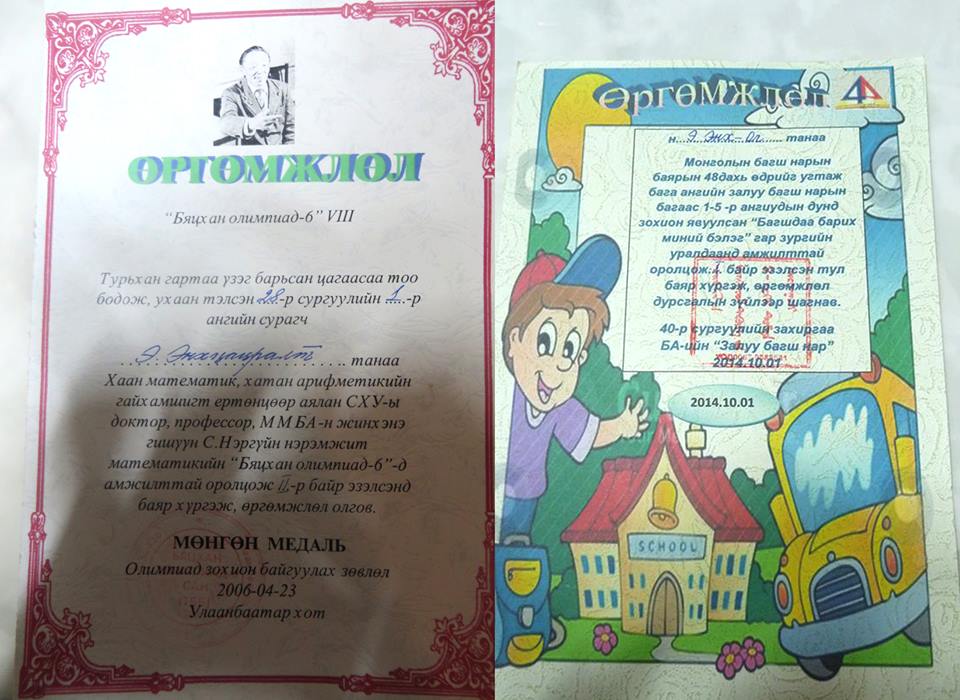 ӨРГӨМЖЛӨЛ
“Бяцхан олимпиад-6” VIII
Турьхан гартаа үзэг барьсан цагаасаа тоо
бодож, ухаан тэлсэн 28-р сургуулийн 1-р
ангийн сурагч
Э. Энхцацралт танаа
Хаан математик, хатан арифметикийн
гайхамшигт ертөнцөөр аялан СХУ-ы
доктор, профессор, ММБА-н жинхэнэ
гишүүн С.Нэргүйн нэрэмжит
математикийн “Бяцхан олимпиад-6”-д
амжилттай оролцож II-р байр эзэлсэнд
баяр хүргэж, өргөмжлөл олгов.
МӨНГӨН МЕДАЛЬ
Олимпиад зохион байгуулах зөвлөл
2006-04-23
Улаанбаатар хот
Өргөмжлөл
н... Э. Энх-Ог ... танаа
Монголын багш нарын
баярын 48дахь өдрийг угтаж
бага ангийн залуу багш нарын
багаас 1-5 -р ангиудын дунд
зохион явуулсан “Багшдаа барих
миний бэлэг” гар зургийн
уралдаанд амжилттай
оролцож I байр эзэлсэн тул
баяр хүргэж, өргөмжлөл
дурсгалын зүйлээр шагнав.
40-р сургуулийн захиргаа
БА-ийн “Залуу багш нар”
2014.10.01
2014.10.01
SCHOOL